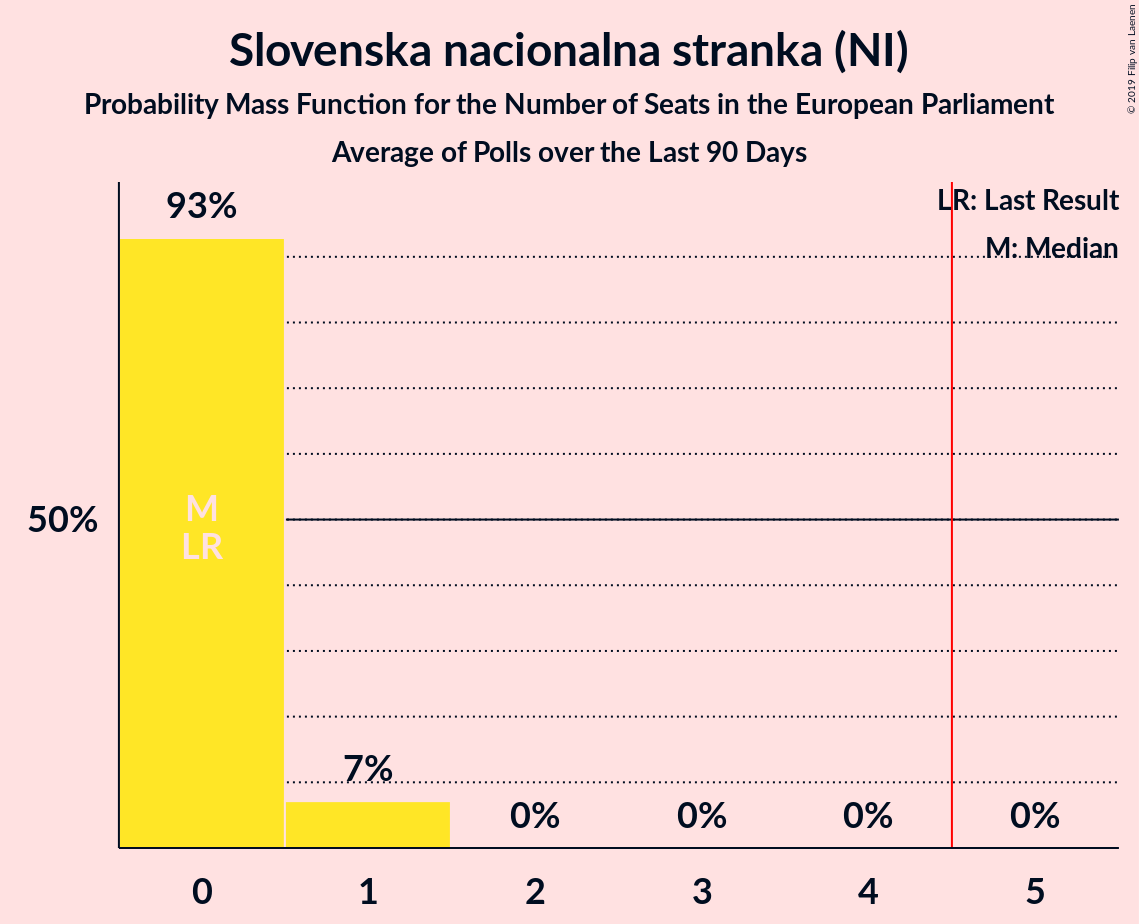 Slovenska nacionalna stranka (NI)
Probability Mass Function for the Number of Seats in the European Parliament
Average of Polls over the Last 90 Days
© 2019 Filip van Laenen
93%
LR: Last Result
M: Median
M
50%
LR
7%
0%
0%
0%
0%
0
1
2
3
4
5